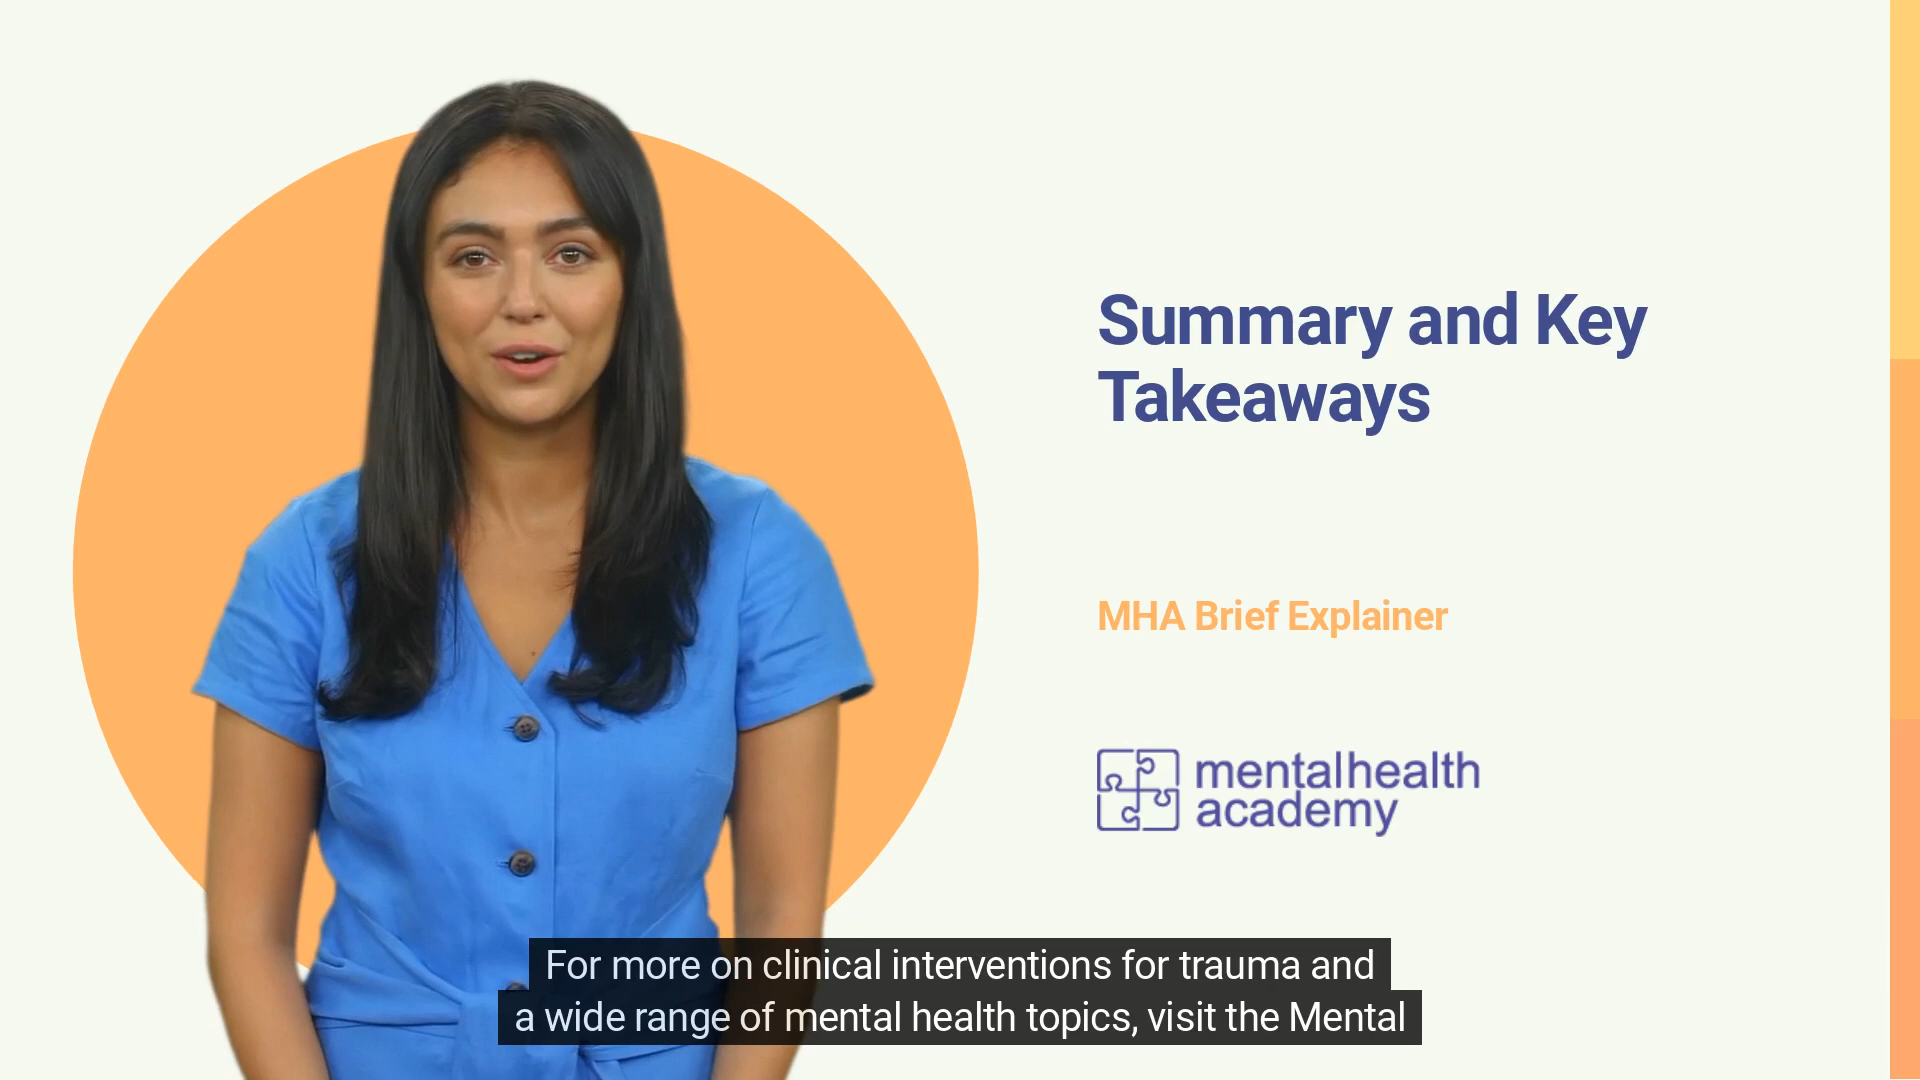 Summary and Key
Takeaways
MHA Brief Explainer
mentalhealth
academy
For more on clinical interventions for trauma and
a wide range of mental health topics, visit the Mental